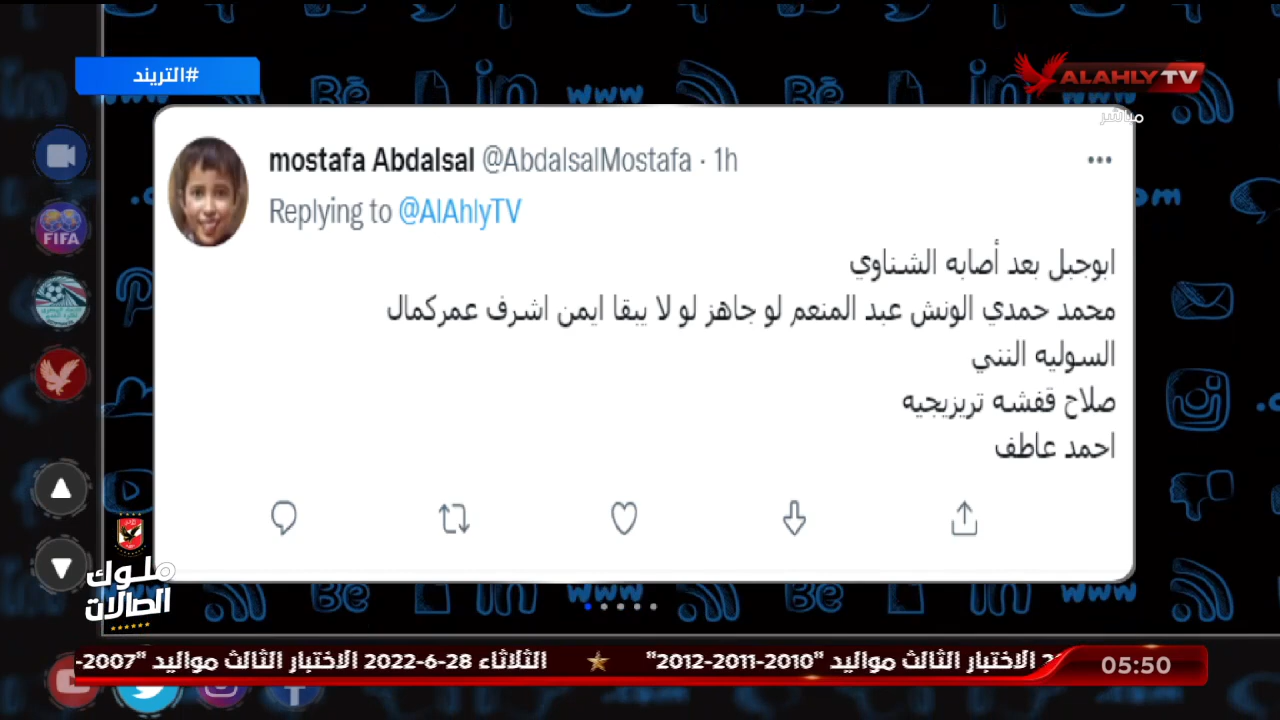 #التريند
ALAHLY TV
مباشر
mostafa Abdalsal @AbdalsalMostafa · 1h
Replying to @AlAhlyTV
ابوجبل بعد أصابه الشناوي
محمد حمدي الونش عبد المنعم لو جاهز لو لا يبقا ايمن اشرف عمركمال
السوليه النني
صلاح قفشه تريزيجيه
احمد عاطف
FIFA
ملوك
الصالات
الاختبار الثالث مواليد "2010-2011-2012"
الثلاثاء 28-6-2022 الاختبار الثالث مواليد "2007-
05:50